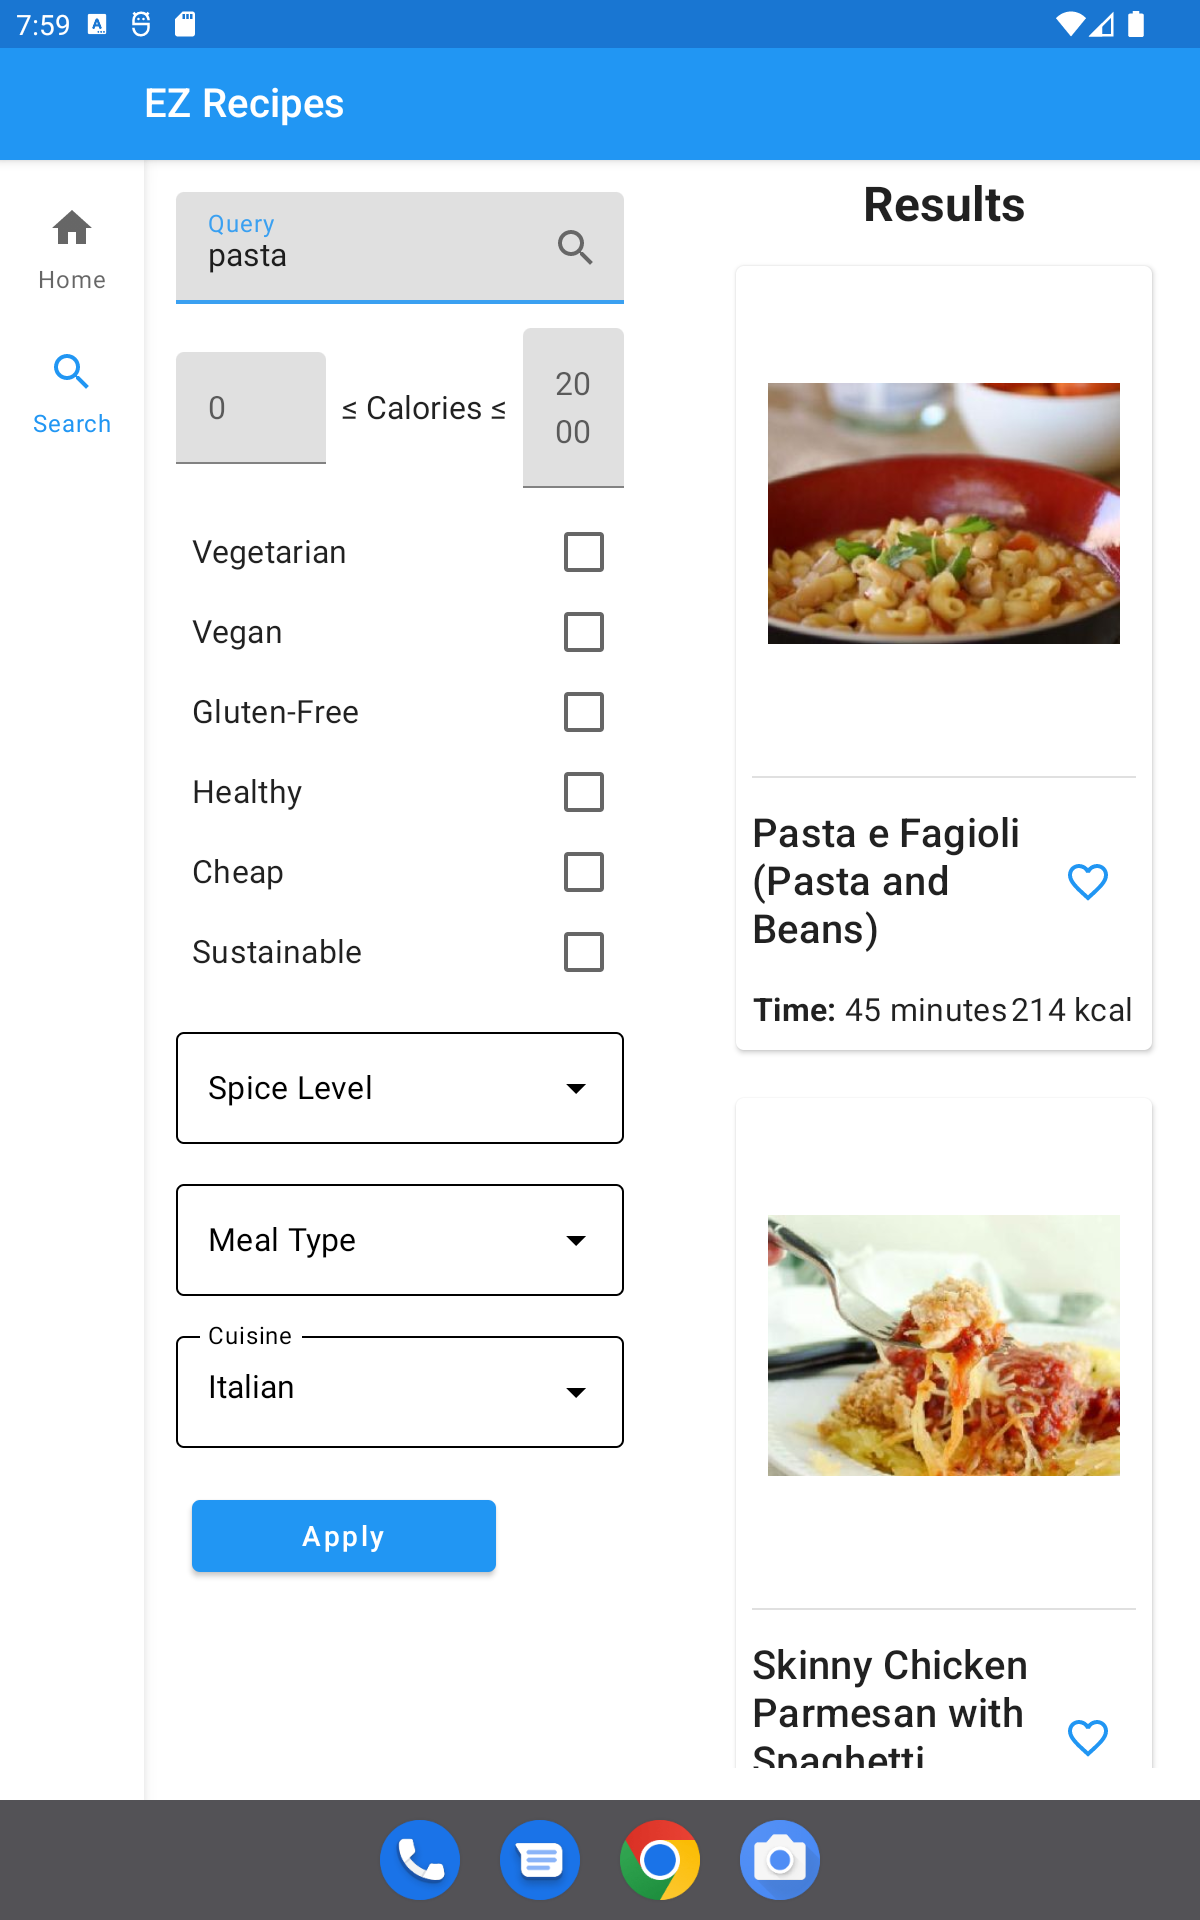 7:59
EZ Recipes
Home
Search
Query
pasta
0
≤ Calories ≤
20
00
Vegetarian
Vegan
Gluten-Free
Healthy
Cheap
Sustainable
Spice Level
Meal Type
Cuisine
Italian
Apply
Results
Pasta e Fagioli
(Pasta and
Beans)
Time: 45 minutes 214 kcal
Skinny Chicken
Parmesan with
Spaghetti